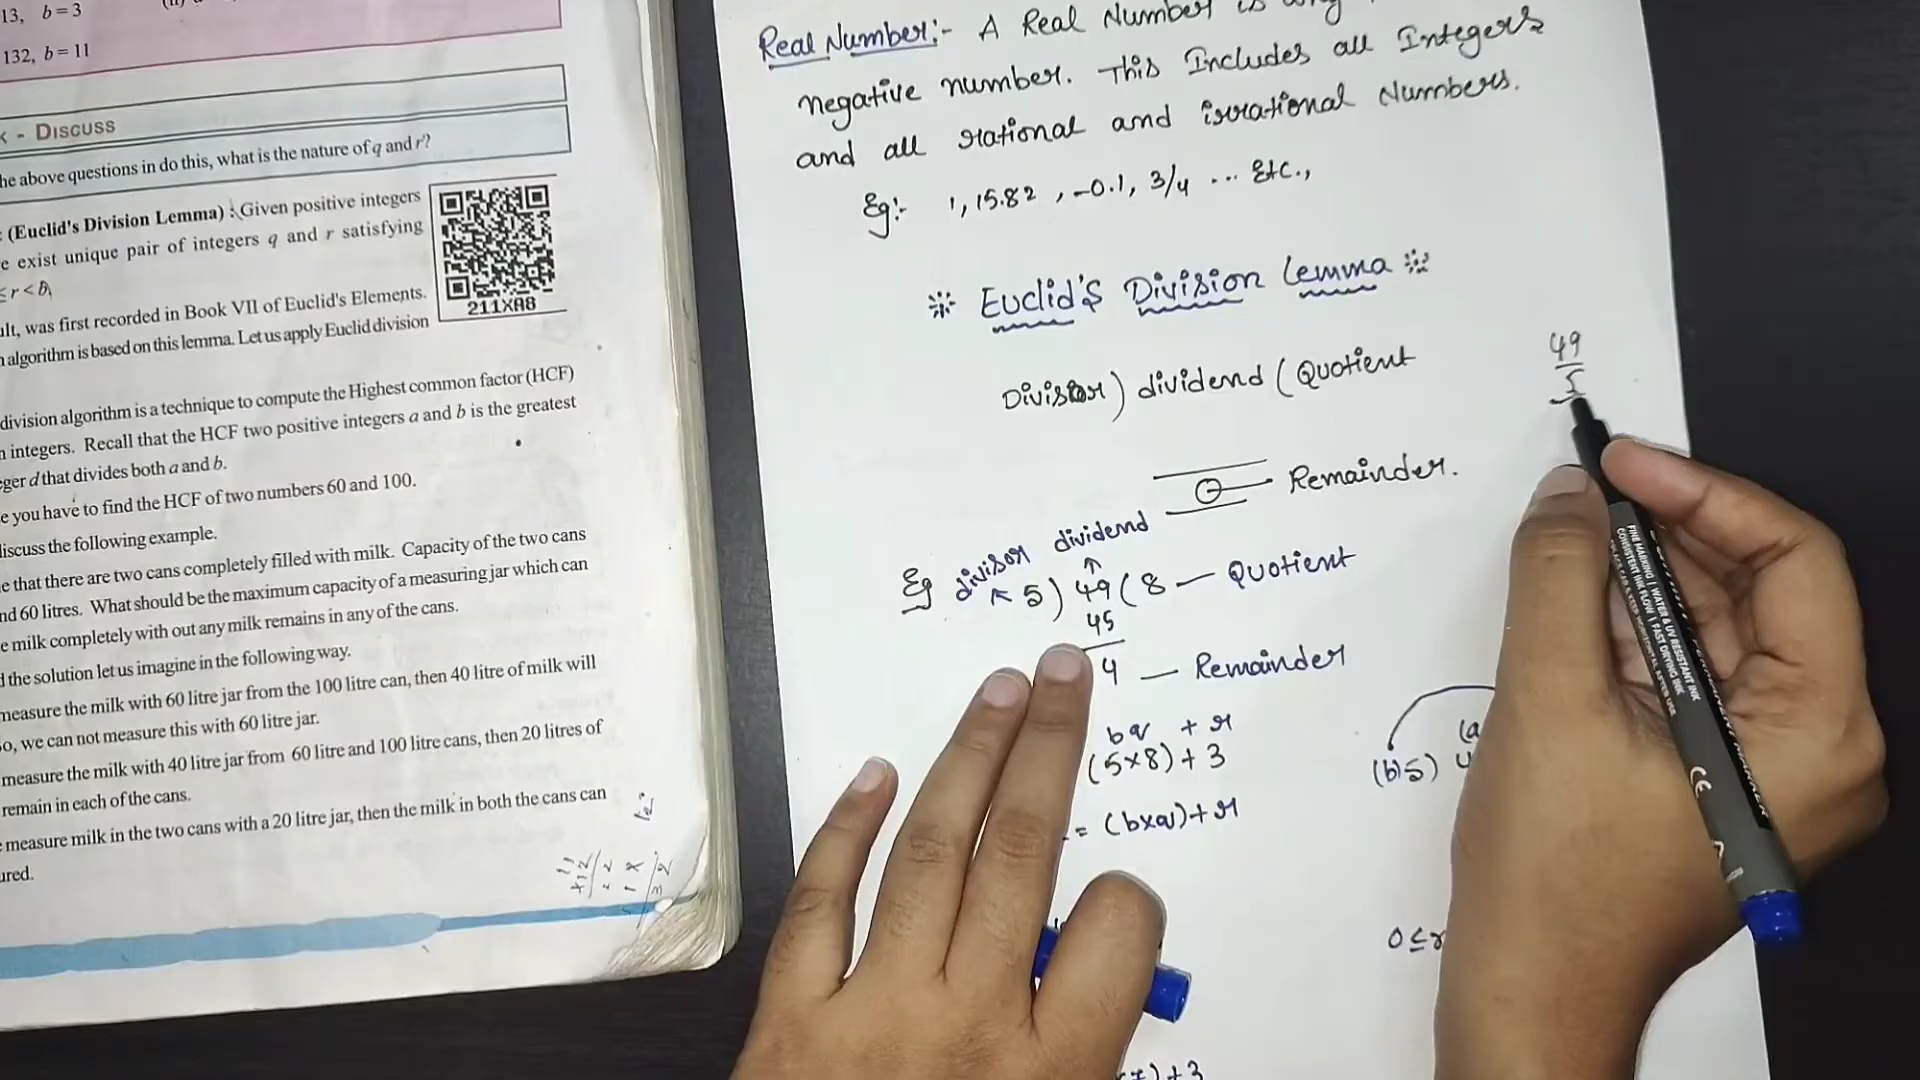 13, b = 3
132, b = 11
- DISCUSS
he above questions in do this, what is the nature of q and r?
(Euclid's Division Lemma) : Given positive integers
e exist unique pair of integers q and r satisfying
≤ r < b
ult, was first recorded in Book VII of Euclid's Elements.
algorithm is based on this lemma. Let us apply Euclid division
211XA8
division algorithm is a technique to compute the Highest common factor (HCF)
n integers. Recall that the HCF two positive integers a and b is the greatest
ger d that divides both a and b.
e you have to find the HCF of two numbers 60 and 100.
discuss the following example.
e that there are two cans completely filled with milk. Capacity of the two cans
nd 60 litres. What should be the maximum capacity of a measuring jar which can
e milk completely with out any milk remains in any of the cans.
d the solution let us imagine in the following way.
measure the milk with 60 litre jar from the 100 litre can, then 40 litre of milk will
o, we can not measure this with 60 litre jar.
measure the milk with 40 litre jar from 60 litre and 100 litre cans, then 20 litres of
remain in each of the cans.
measure milk in the two cans with a 20 litre jar, then the milk in both the cans can
ured.
Real Number:- A Real Number is any
negative number. This Includes all Integers
and all rational and irrational Numbers.
Eg:- 1, 15.82, -0.1, 3/4 ... Etc.,
Euclid's Division Lemma
Divisior) dividend (Quotient
49
5
Remainder.
Eg divisor dividend
5) 49 (8 — Quotient
45
4 — Remainder
bq + r
(5×8) + 3
= (b×q) + r
(b) 5)
(a
0 ≤ r
) + 3